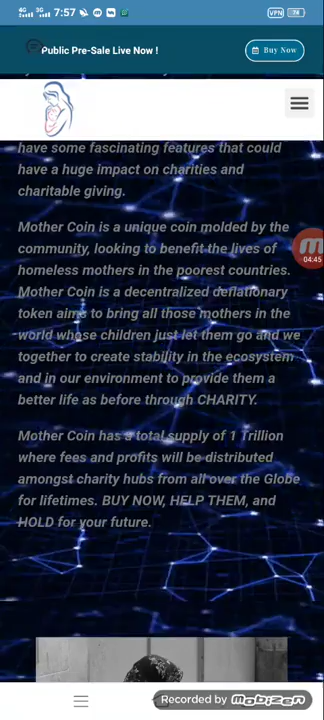 4G 3G 7:57 VPN 74
Public Pre-Sale Live Now !
Buy Now
have some fascinating features that could
have a huge impact on charities and
charitable giving.
Mother Coin is a unique coin molded by the
community, looking to benefit the lives of
homeless mothers in the poorest countries.
Mother Coin is a decentralized deflationary
token aims to bring all those mothers in the
world whose children just let them go and we
together to create stability in the ecosystem
and in our environment to provide them a
better life as before through CHARITY.
Mother Coin has a total supply of 1 Trillion
where fees and profits will be distributed
amongst charity hubs from all over the Globe
for lifetimes. BUY NOW, HELP THEM, and
HOLD for your future.
04:45
Recorded by Mobizen